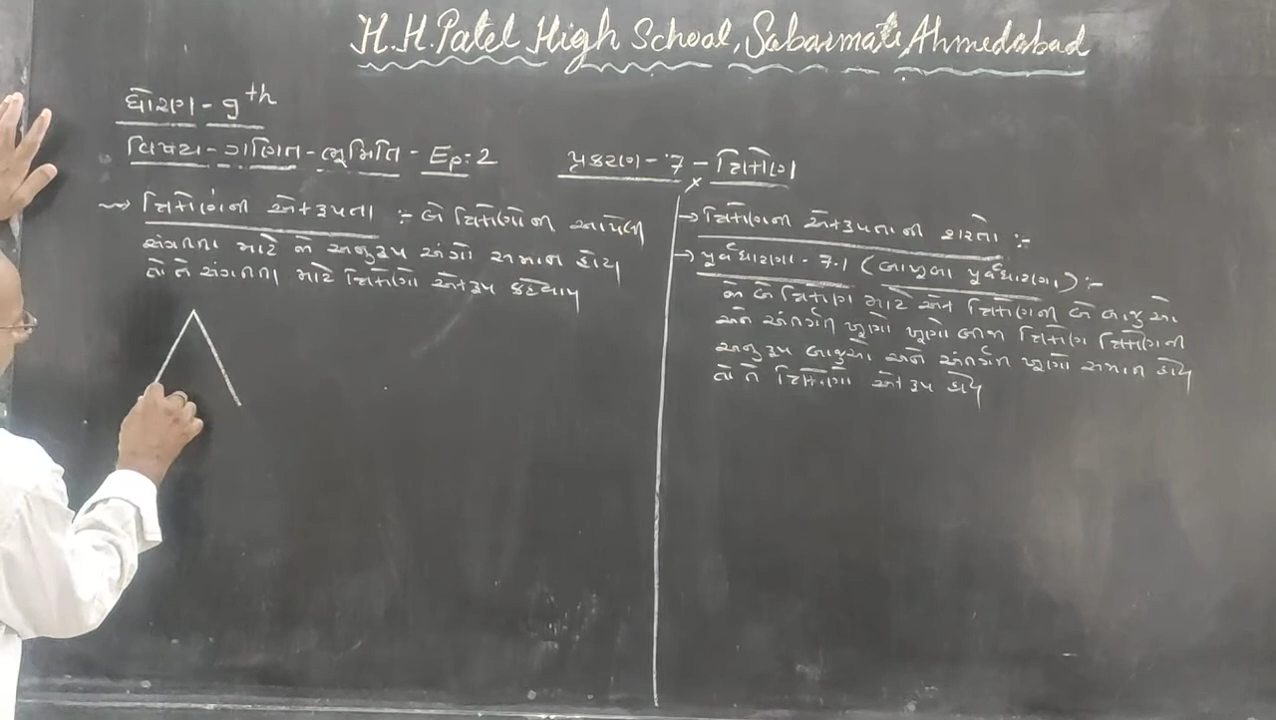 H.H.Patel High School, Sabarmati, Ahmedabad
ધોરણ - 9th
વિષય - ગણિત - ભૂમિતિ - Ep:2
પ્રકરણ - 7 - ત્રિકોણ
ત્રિકોણની એકરૂપતા :- બે ત્રિકોણોની આપેલી
સંગતતા માટે જો અનુરૂપ અંગો સમાન હોય
તો તે સંગતતા માટે ત્રિકોણો એકરૂપ કહેવાય
→ ત્રિકોણની એકરૂપતાની શરતો :-
→ પૂર્વધારણા - 7.1 (બાખૂબા પૂર્વધારણા) :-
જો બે ત્રિકોણ માટે એક ત્રિકોણની બે બાજુઓ
અને અંતર્ગત ખૂણો ખૂણો બીજા ત્રિકોણ ત્રિકોણની
અનુરૂપ બાજુઓ અને અંતર્ગત ખૂણો સમાન હોય
તો તે ત્રિકોણો એકરૂપ હોય